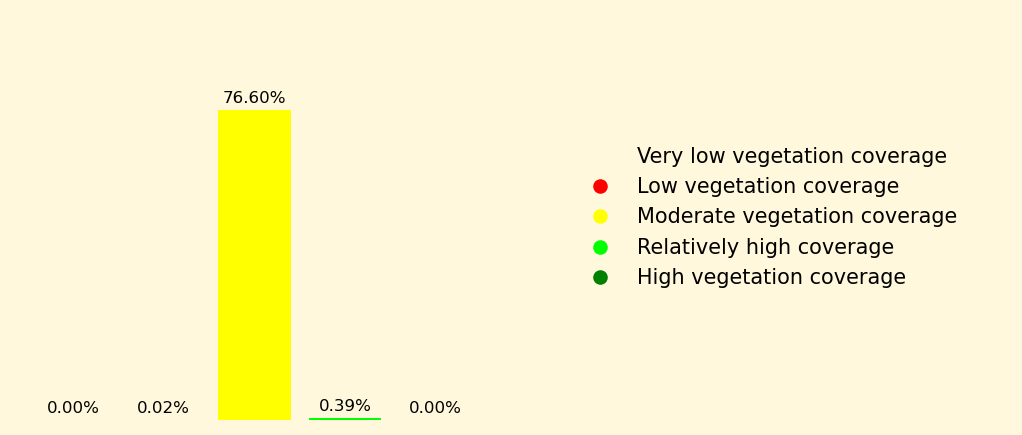 76.60%
0.00%
0.02%
0.39%
0.00%
Very low vegetation coverage
Low vegetation coverage
Moderate vegetation coverage
Relatively high coverage
High vegetation coverage